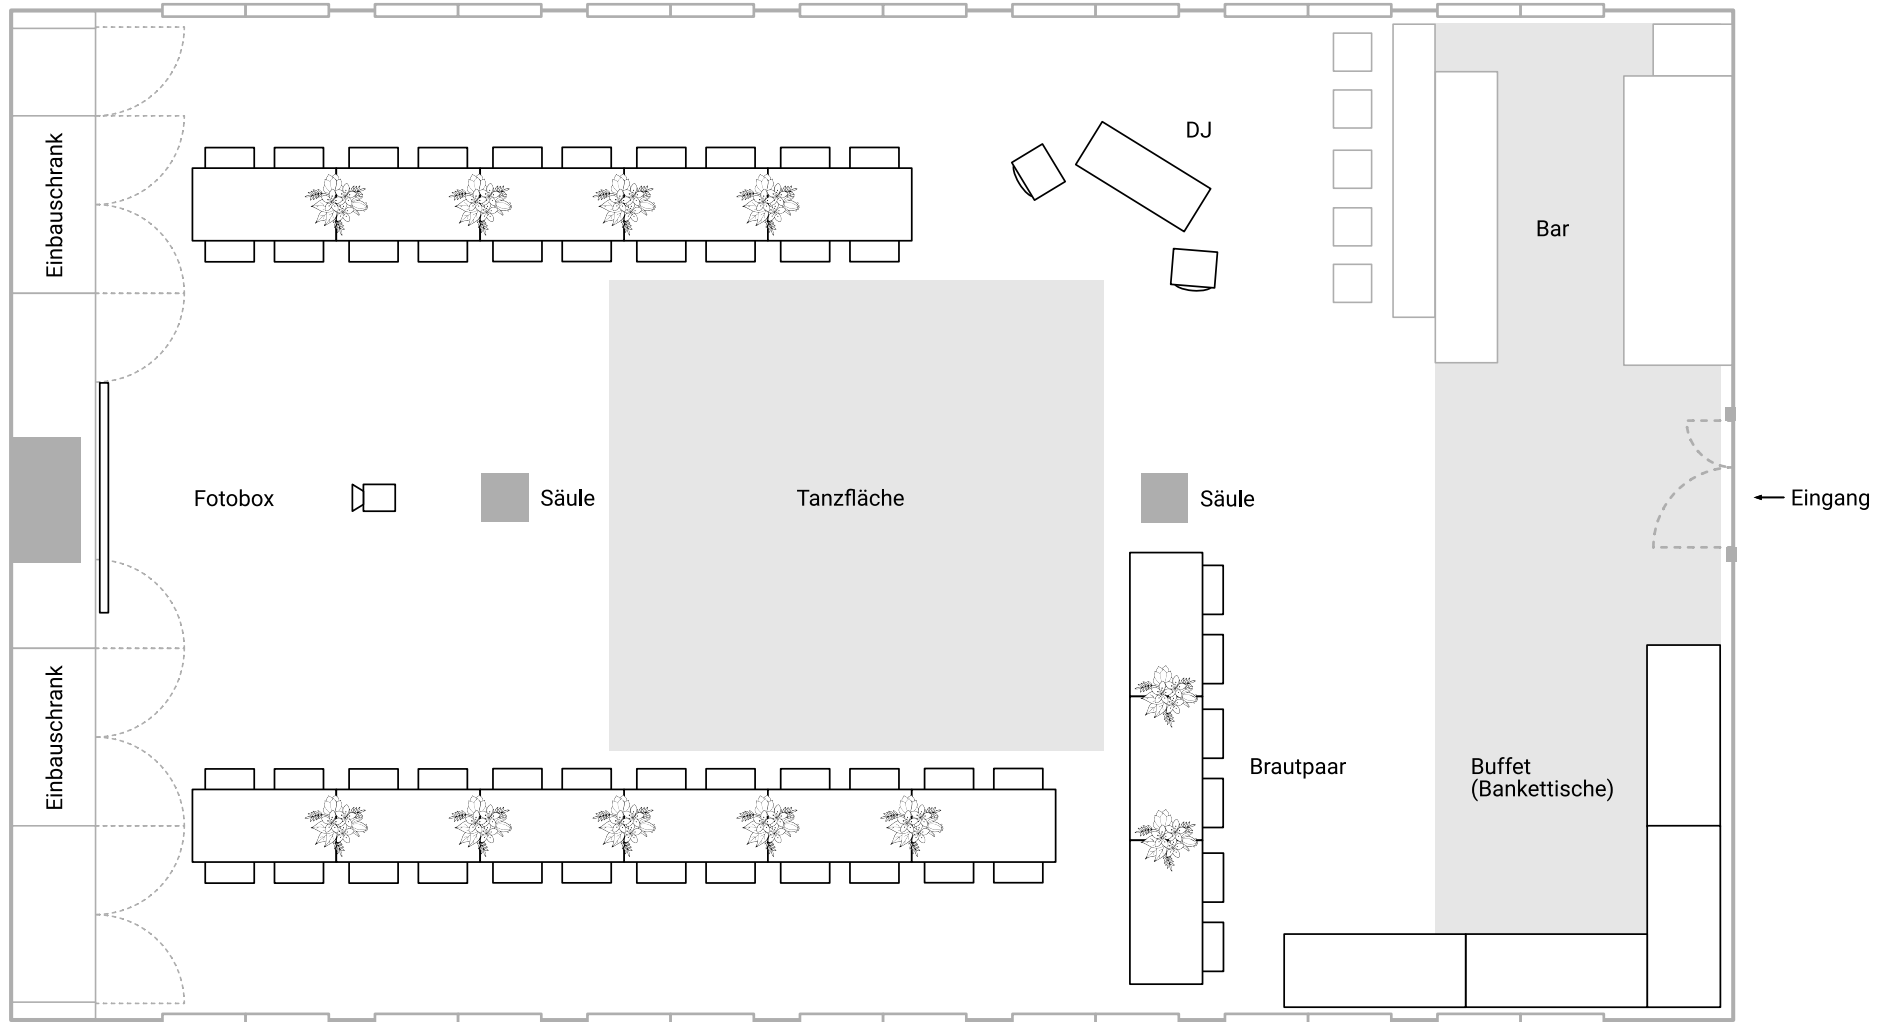 Einbauschrank
DJ
Bar
Fotobox
Säule
Tanzfläche
Säule
Eingang
Einbauschrank
Brautpaar
Buffet
(Bankettische)